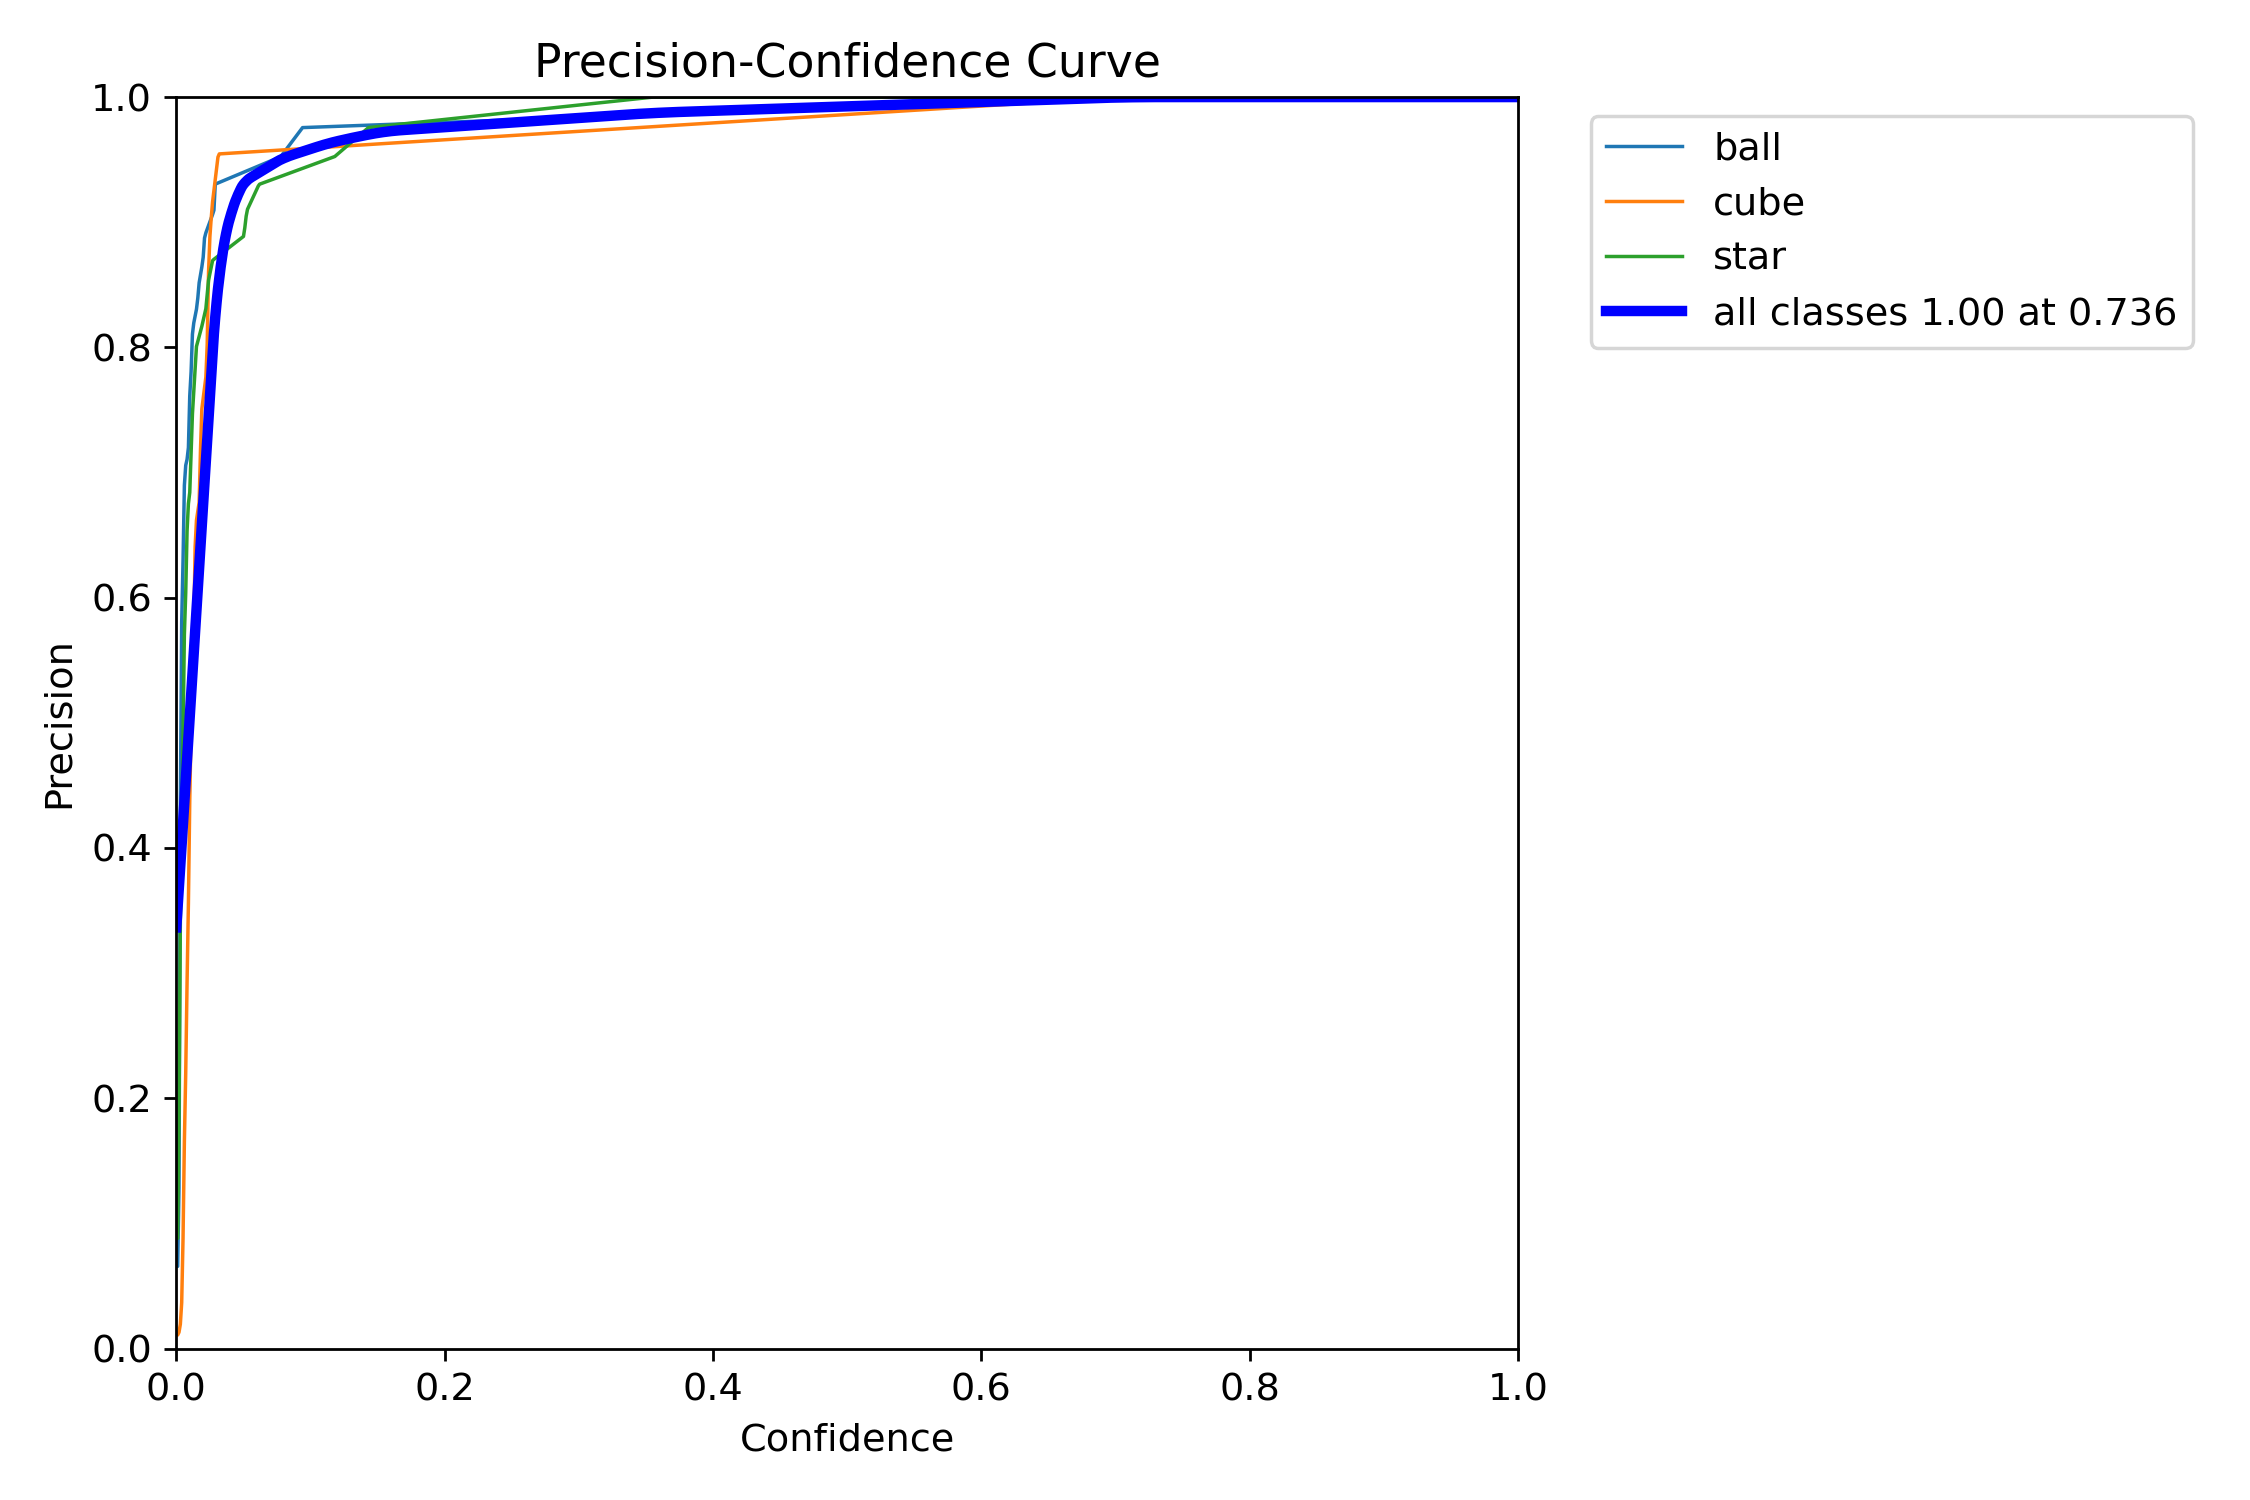 Precision-Confidence Curve
1.0
0.8
0.6
0.4
0.2
0.0
Precision
0.0 0.2 0.4 0.6 0.8 1.0
Confidence
ball
cube
star
all classes 1.00 at 0.736